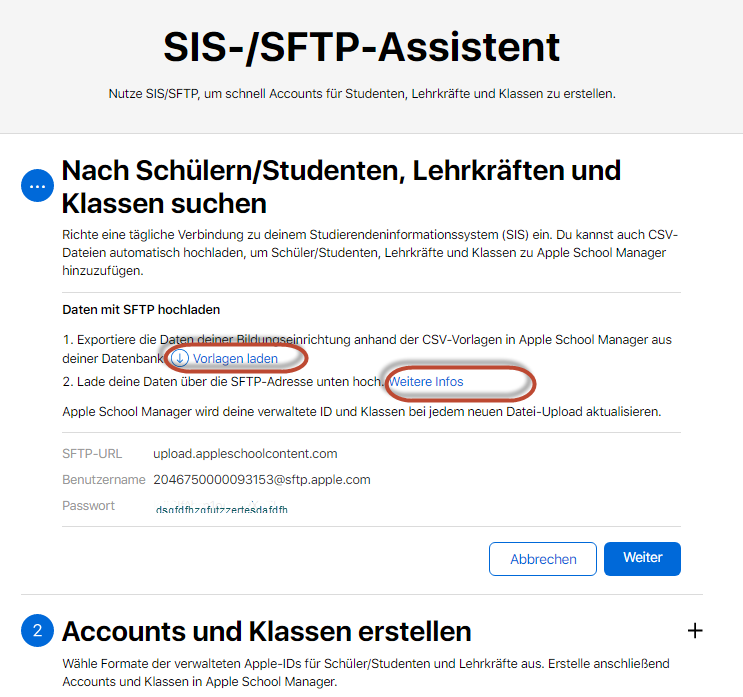 SIS-/SFTP-Assistent
Nutze SIS/SFTP, um schnell Accounts für Studenten, Lehrkräfte und Klassen zu erstellen.
Nach Schülern/Studenten, Lehrkräften und
Klassen suchen
Richte eine tägliche Verbindung zu deinem Studierendeninformationssystem (SIS) ein. Du kannst auch CSV-
Dateien automatisch hochladen, um Schüler/Studenten, Lehrkräfte und Klassen zu Apple School Manager
hinzuzufügen.
Daten mit SFTP hochladen
1. Exportiere die Daten deiner Bildungseinrichtung anhand der CSV-Vorlagen in Apple School Manager aus
deiner Datenbank. Vorlagen laden
2. Lade deine Daten über die SFTP-Adresse unten hoch. Weitere Infos
Apple School Manager wird deine verwaltete ID und Klassen bei jedem neuen Datei-Upload aktualisieren.
SFTP-URL upload.appleschoolcontent.com
Benutzername 2046750000093153@sftp.apple.com
Passwort dsgfdfhzgfutzzertesdafdfh
Abbrechen Weiter
2 Accounts und Klassen erstellen +
Wähle Formate der verwalteten Apple-IDs für Schüler/Studenten und Lehrkräfte aus. Erstelle anschließend
Accounts und Klassen in Apple School Manager.